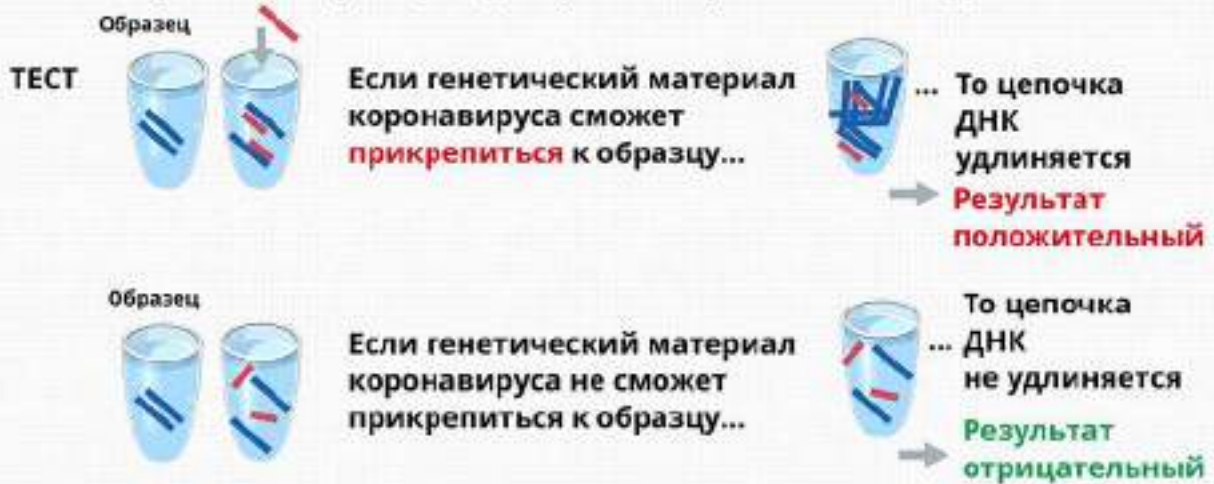 Образец
ТЕСТ
Если генетический материал
коронавируса сможет
прикрепиться к образцу...
... То цепочка
ДНК
удлиняется
Результат
положительный
Образец
Если генетический материал
коронавируса не сможет
прикрепиться к образцу...
То цепочка
... ДНК
не удлиняется
Результат
отрицательный